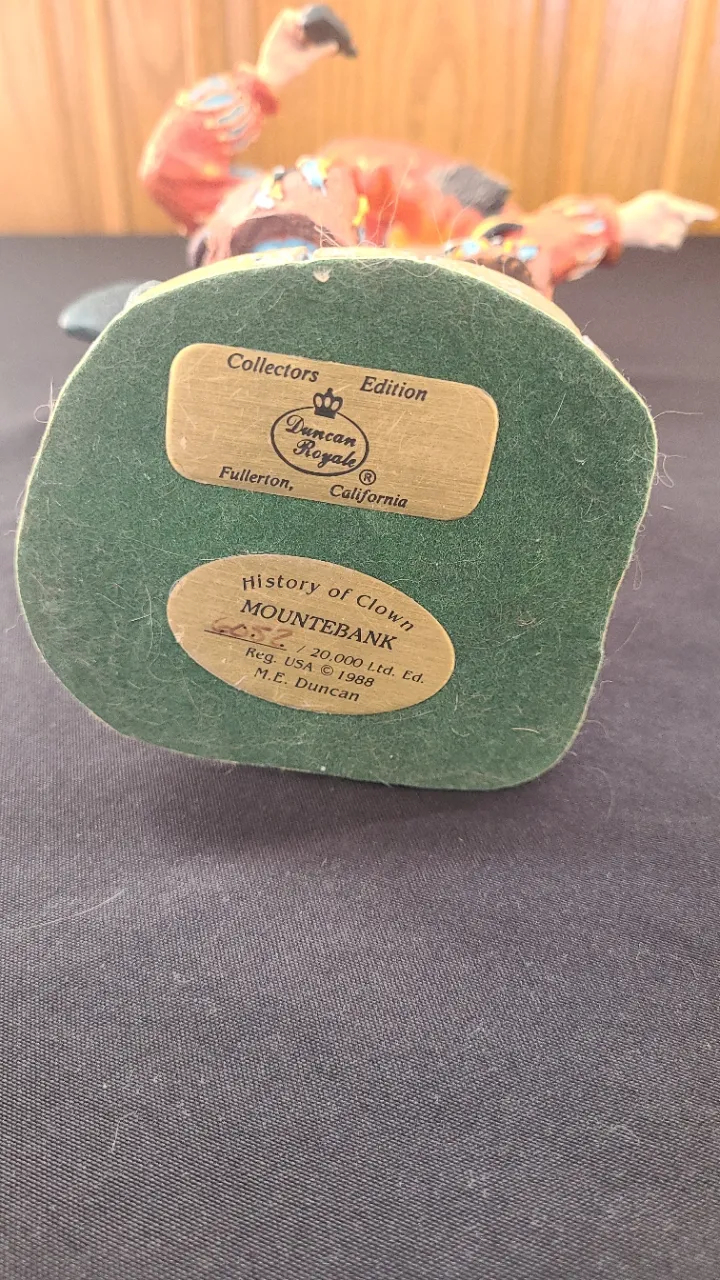 Collectors Edition
Duncan
Royale ®
Fullerton, California
History of Clown
MOUNTEBANK
/ 20,000 Ltd. Ed.
Reg. USA © 1988
M.E. Duncan